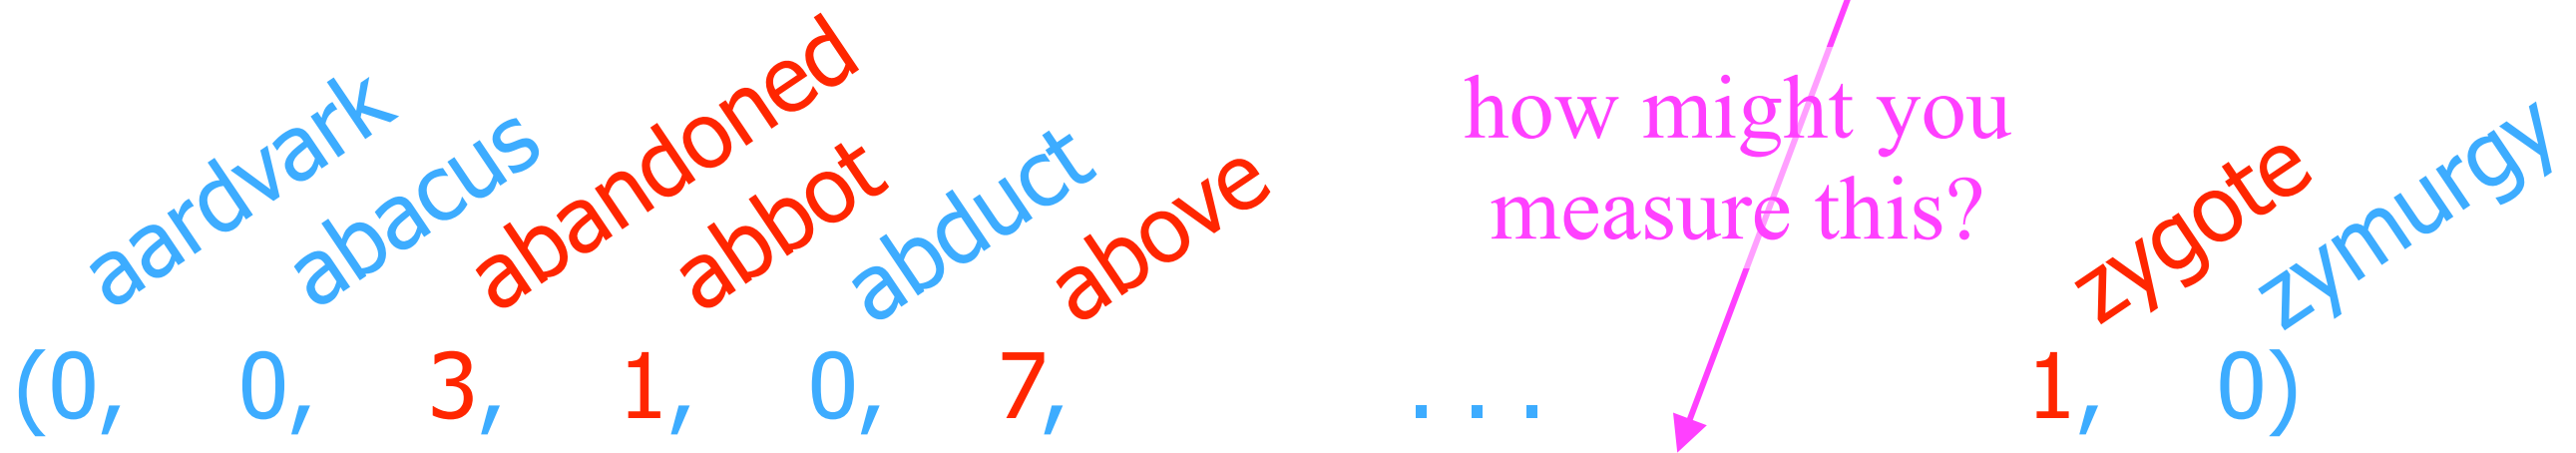 aardvark abacus abandoned abbot abduct above zygote zymurgy
how might you
measure this?
(0, 0, 3, 1, 0, 7, . . . 1, 0)